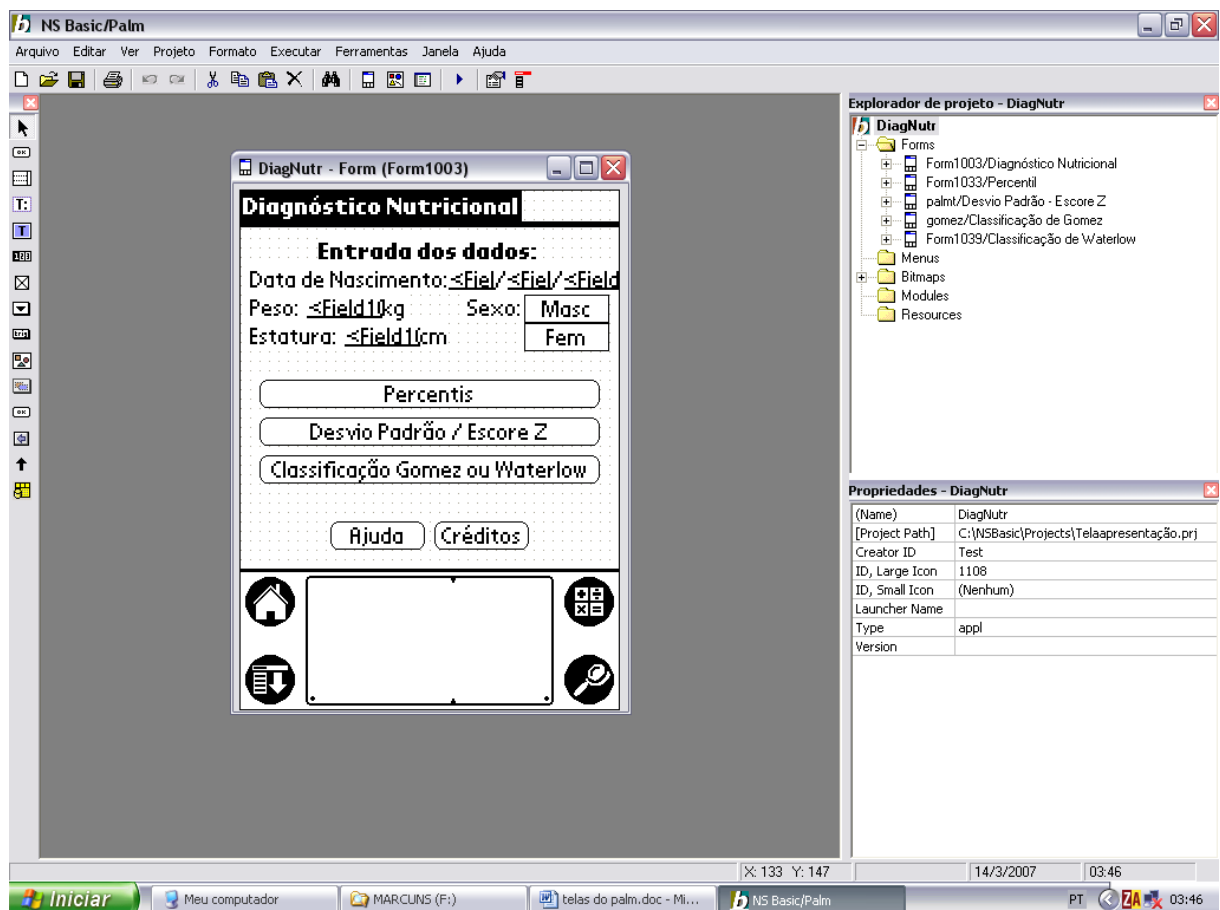 NS Basic/Palm
Arquivo Editar Ver Projeto Formato Executar Ferramentas Janela Ajuda
DiagNutr - Form (Form1003)
Diagnóstico Nutricional
Entrada dos dados:
Data de Nascimento: <Fiel/<Fiel/<Field
Peso: <Field10kg Sexo: Masc
Estatura: <Field10cm Fem
Percentis
Desvio Padrão / Escore Z
Classificação Gomez ou Waterlow
Ajuda Créditos
Explorador de projeto - DiagNutr
DiagNutr
Forms
Form1003/Diagnóstico Nutricional
Form1033/Percentil
palmt/Desvio Padrão - Escore Z
gomez/Classificação de Gomez
Form1039/Classificação de Waterlow
Menus
Bitmaps
Modules
Resources
Propriedades - DiagNutr
(Name) DiagNutr
[Project Path] C:\NSBasic\Projects\Telaapresentação.prj
Creator ID Test
ID, Large Icon 1108
ID, Small Icon (Nenhum)
Launcher Name
Type appl
Version
X: 133 Y: 147 14/3/2007 03:46
Iniciar Meu computador MARCUNS (F:) telas do palm.doc - Mi... NS Basic/Palm PT ZA 03:46